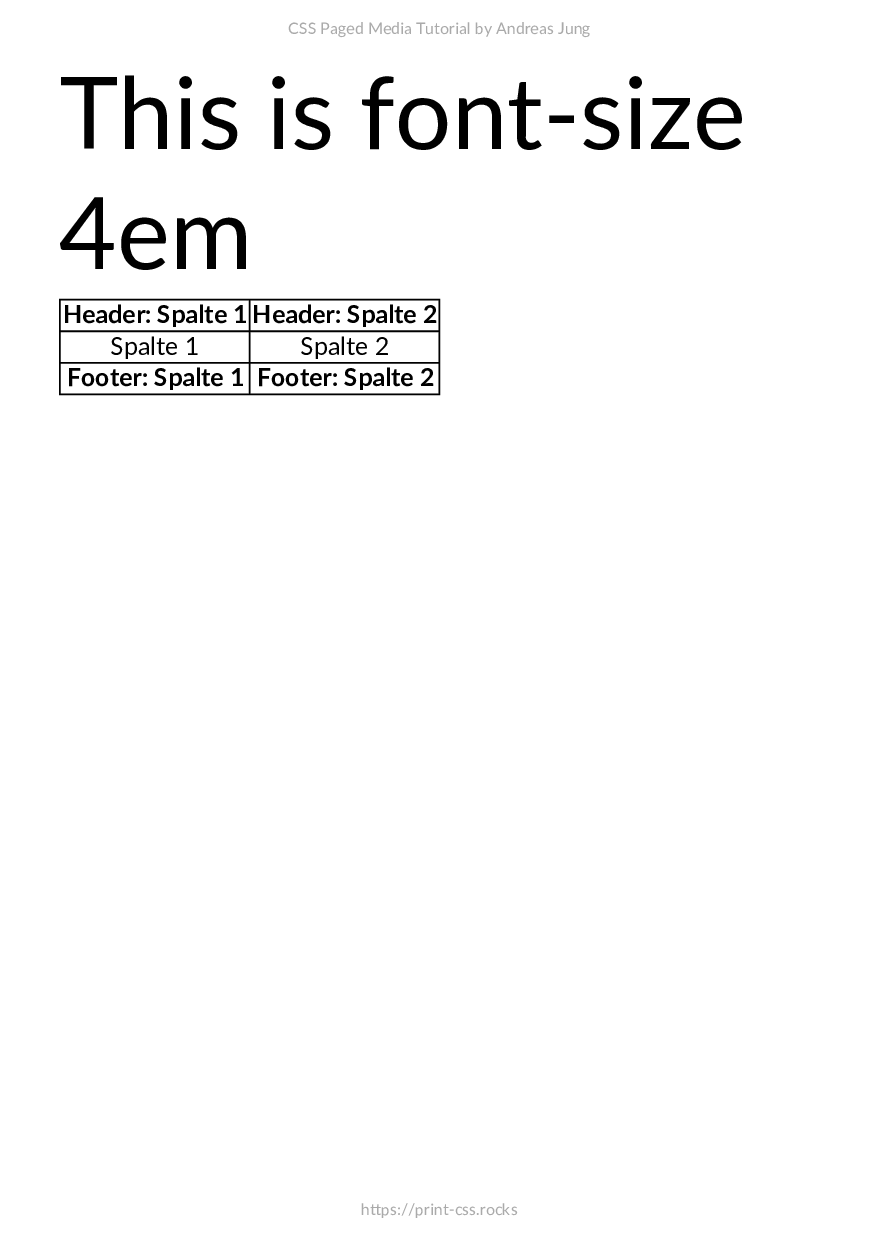 CSS Paged Media Tutorial by Andreas Jung
This is font-size
4em
Header: Spalte 1 Header: Spalte 2
Spalte 1 Spalte 2
Footer: Spalte 1 Footer: Spalte 2
https://print-css.rocks